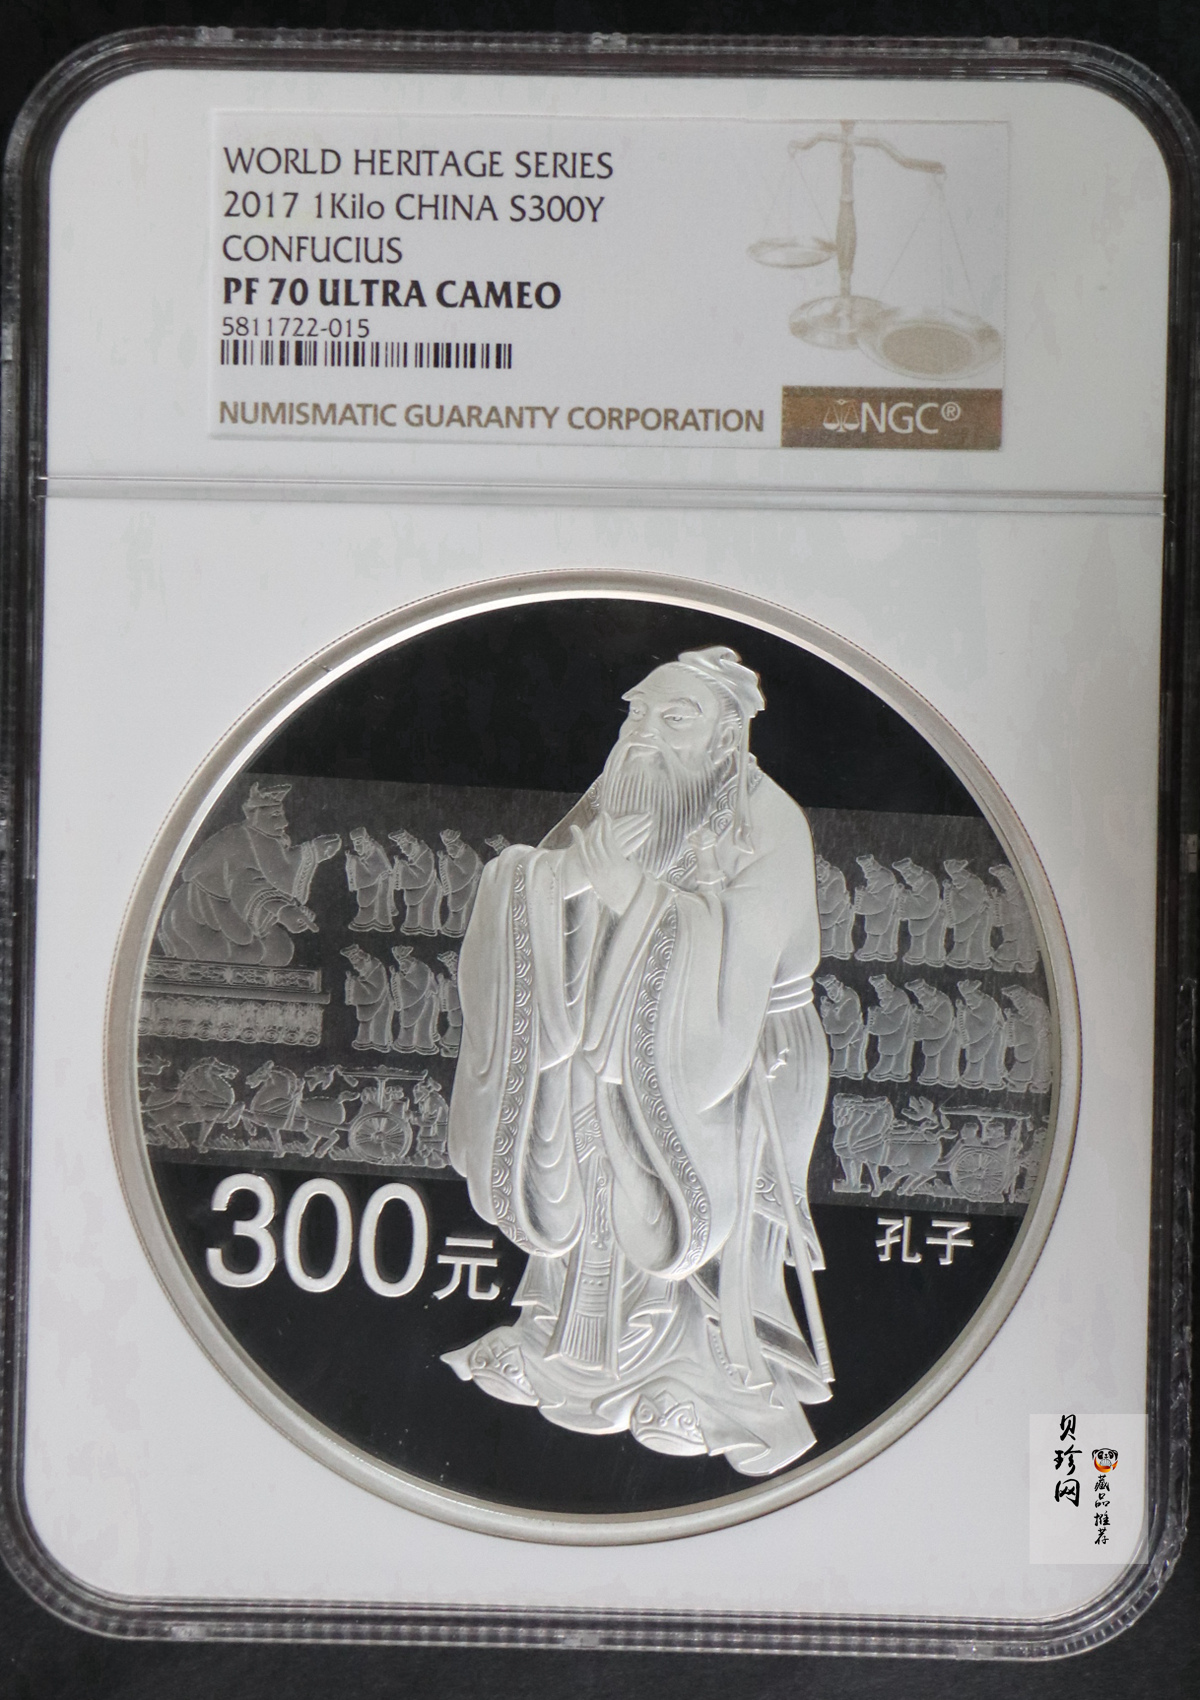 WORLD HERITAGE SERIES
2017 1Kilo CHINA S300Y
CONFUCIUS
PF 70 ULTRA CAMEO
5811722-015
NUMISMATIC GUARANTY CORPORATION
NGC®
300元
孔子
贝珍网
藏品推荐